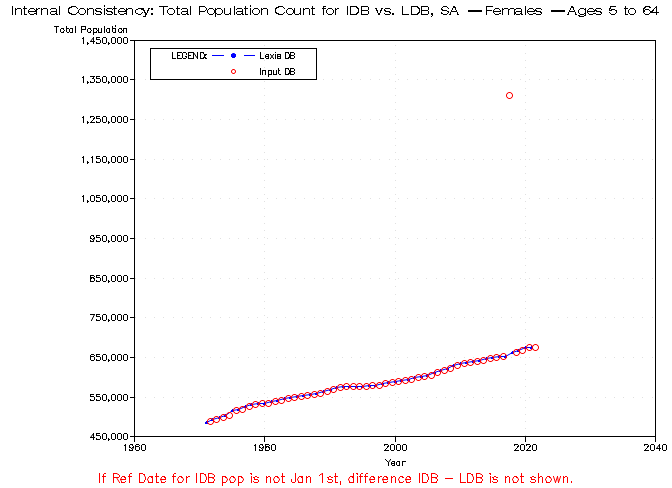 Internal Consistency: Total Population Count for IDB vs. LDB, SA —Females —Ages 5 to 64
Total Population
1,450,000
LEGEND: Lexis DB
Input DB
1,350,000
1,250,000
1,150,000
1,050,000
950,000
850,000
750,000
650,000
550,000
450,000
1960 1980 2000 2020 2040
Year
If Ref Date for IDB pop is not Jan 1st, difference IDB – LDB is not shown.